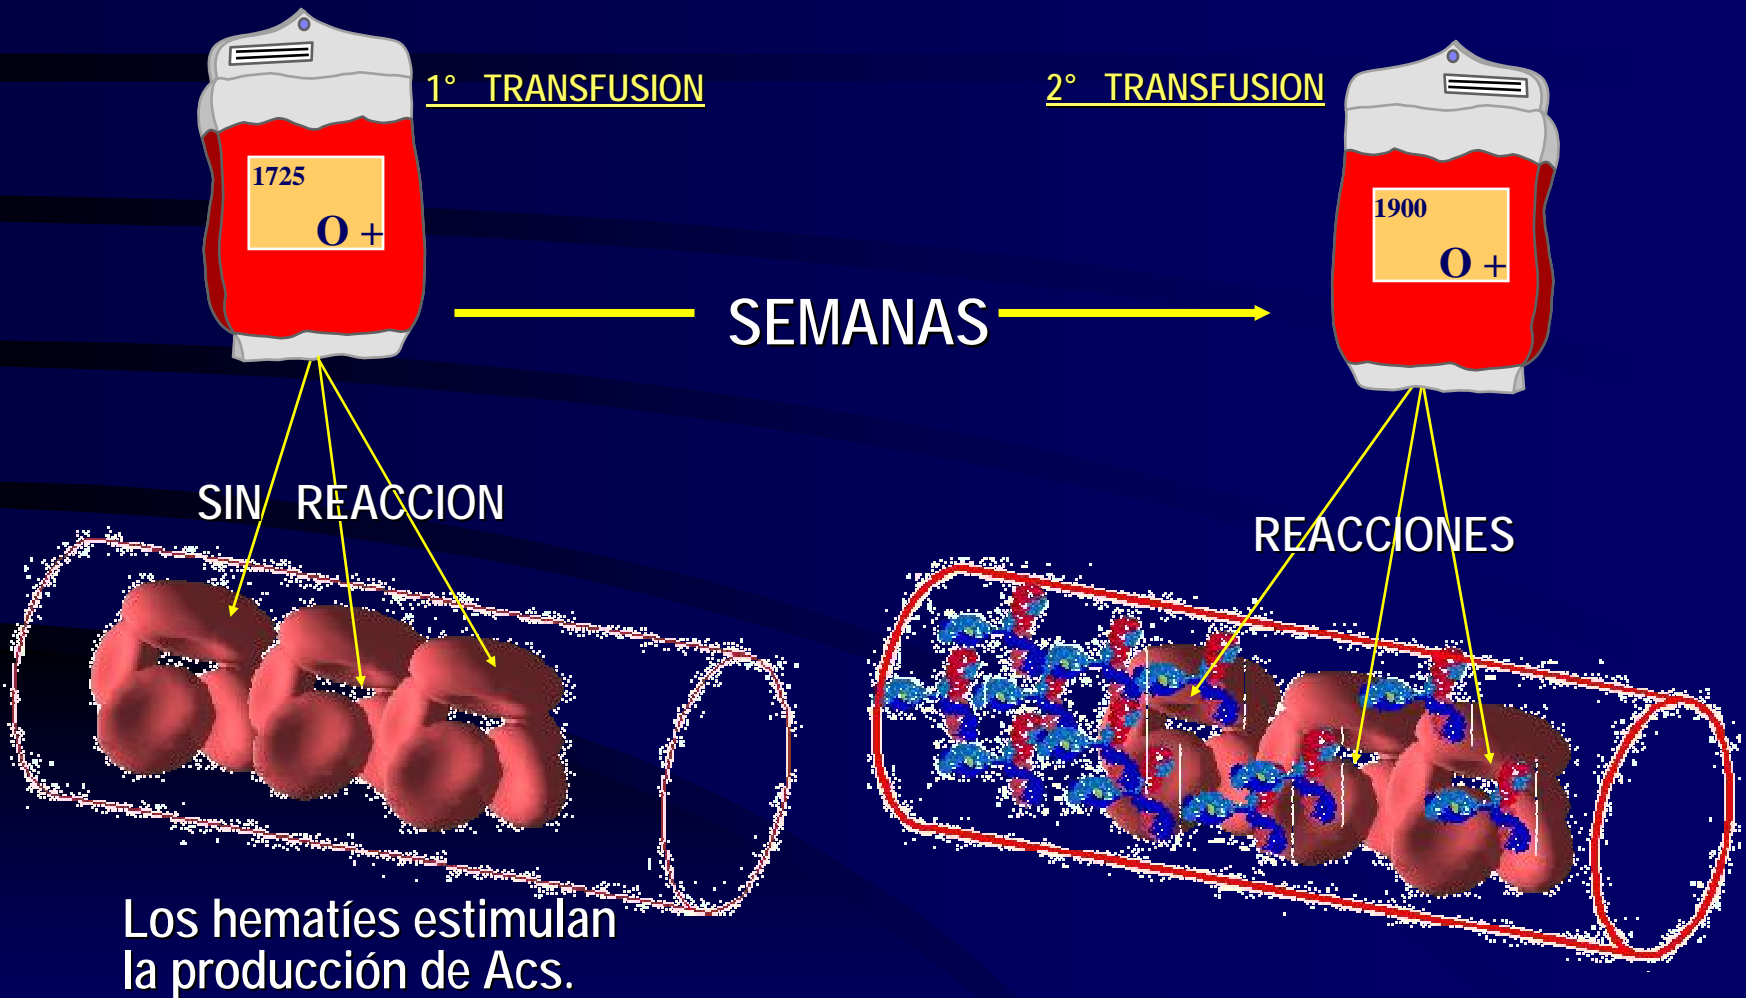 1° TRANSFUSION
2° TRANSFUSION
1725
O +
1900
O +
SEMANAS
SIN REACCION
REACCIONES
Los hematíes estimulan
la producción de Acs.